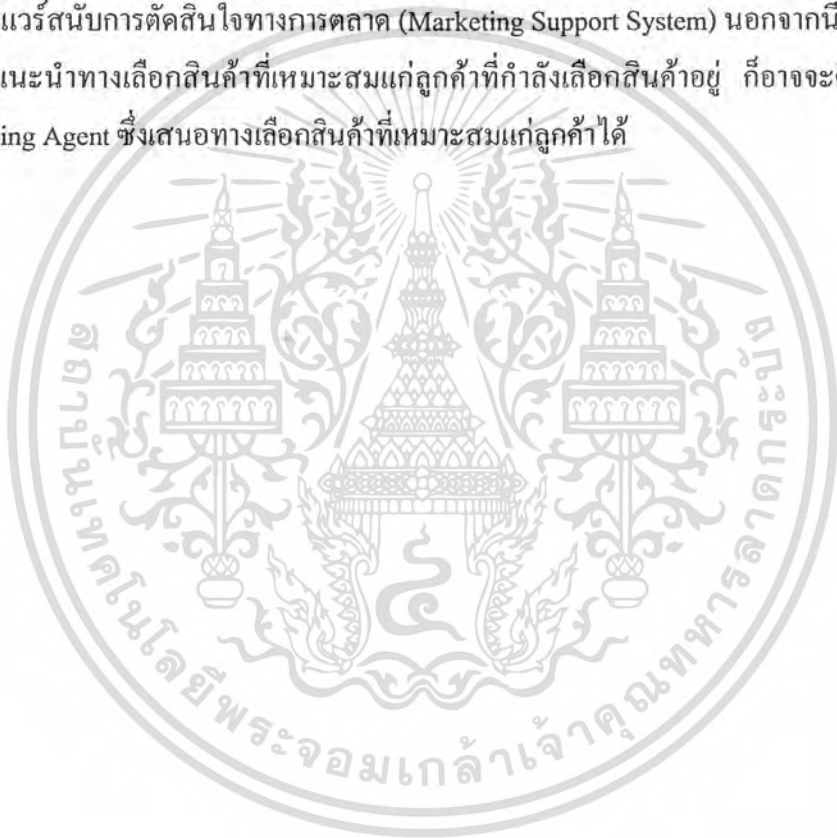 แวร์สนับการตัดสินใจทางการตลาด (Marketing Support System) นอกจากนี้
แนะนำทางเลือกสินค้าที่เหมาะสมแก่ลูกค้าที่กำลังเลือกสินค้าอยู่ ก็อาจจะ
ing Agent ซึ่งเสนอทางเลือกสินค้าที่เหมาะสมแก่ลูกค้าได้
สถาบันเทคโนโลยีพระจอมเกล้าเจ้าคุณทหารลาดกระบัง